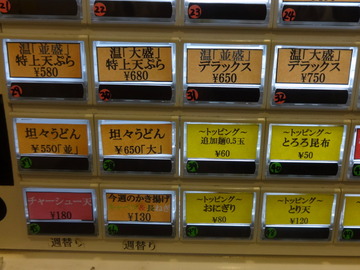 温「並盛」
特上天ぷら
¥580
温「大盛」
特上天ぷら
¥680
温「並盛」
デラックス
¥650
温「大盛」
デラックス
¥750
坦々うどん
¥550「並」
坦々うどん
¥650「大」
~トッピング~
追加麺0.5玉
¥60
~トッピング~
とろろ昆布
¥50
チャーシュー天
¥180
今週のかき揚げ
¥130
~トッピング~
おにぎり
¥80
~トッピング~
とり天
¥120
週替り
週替り